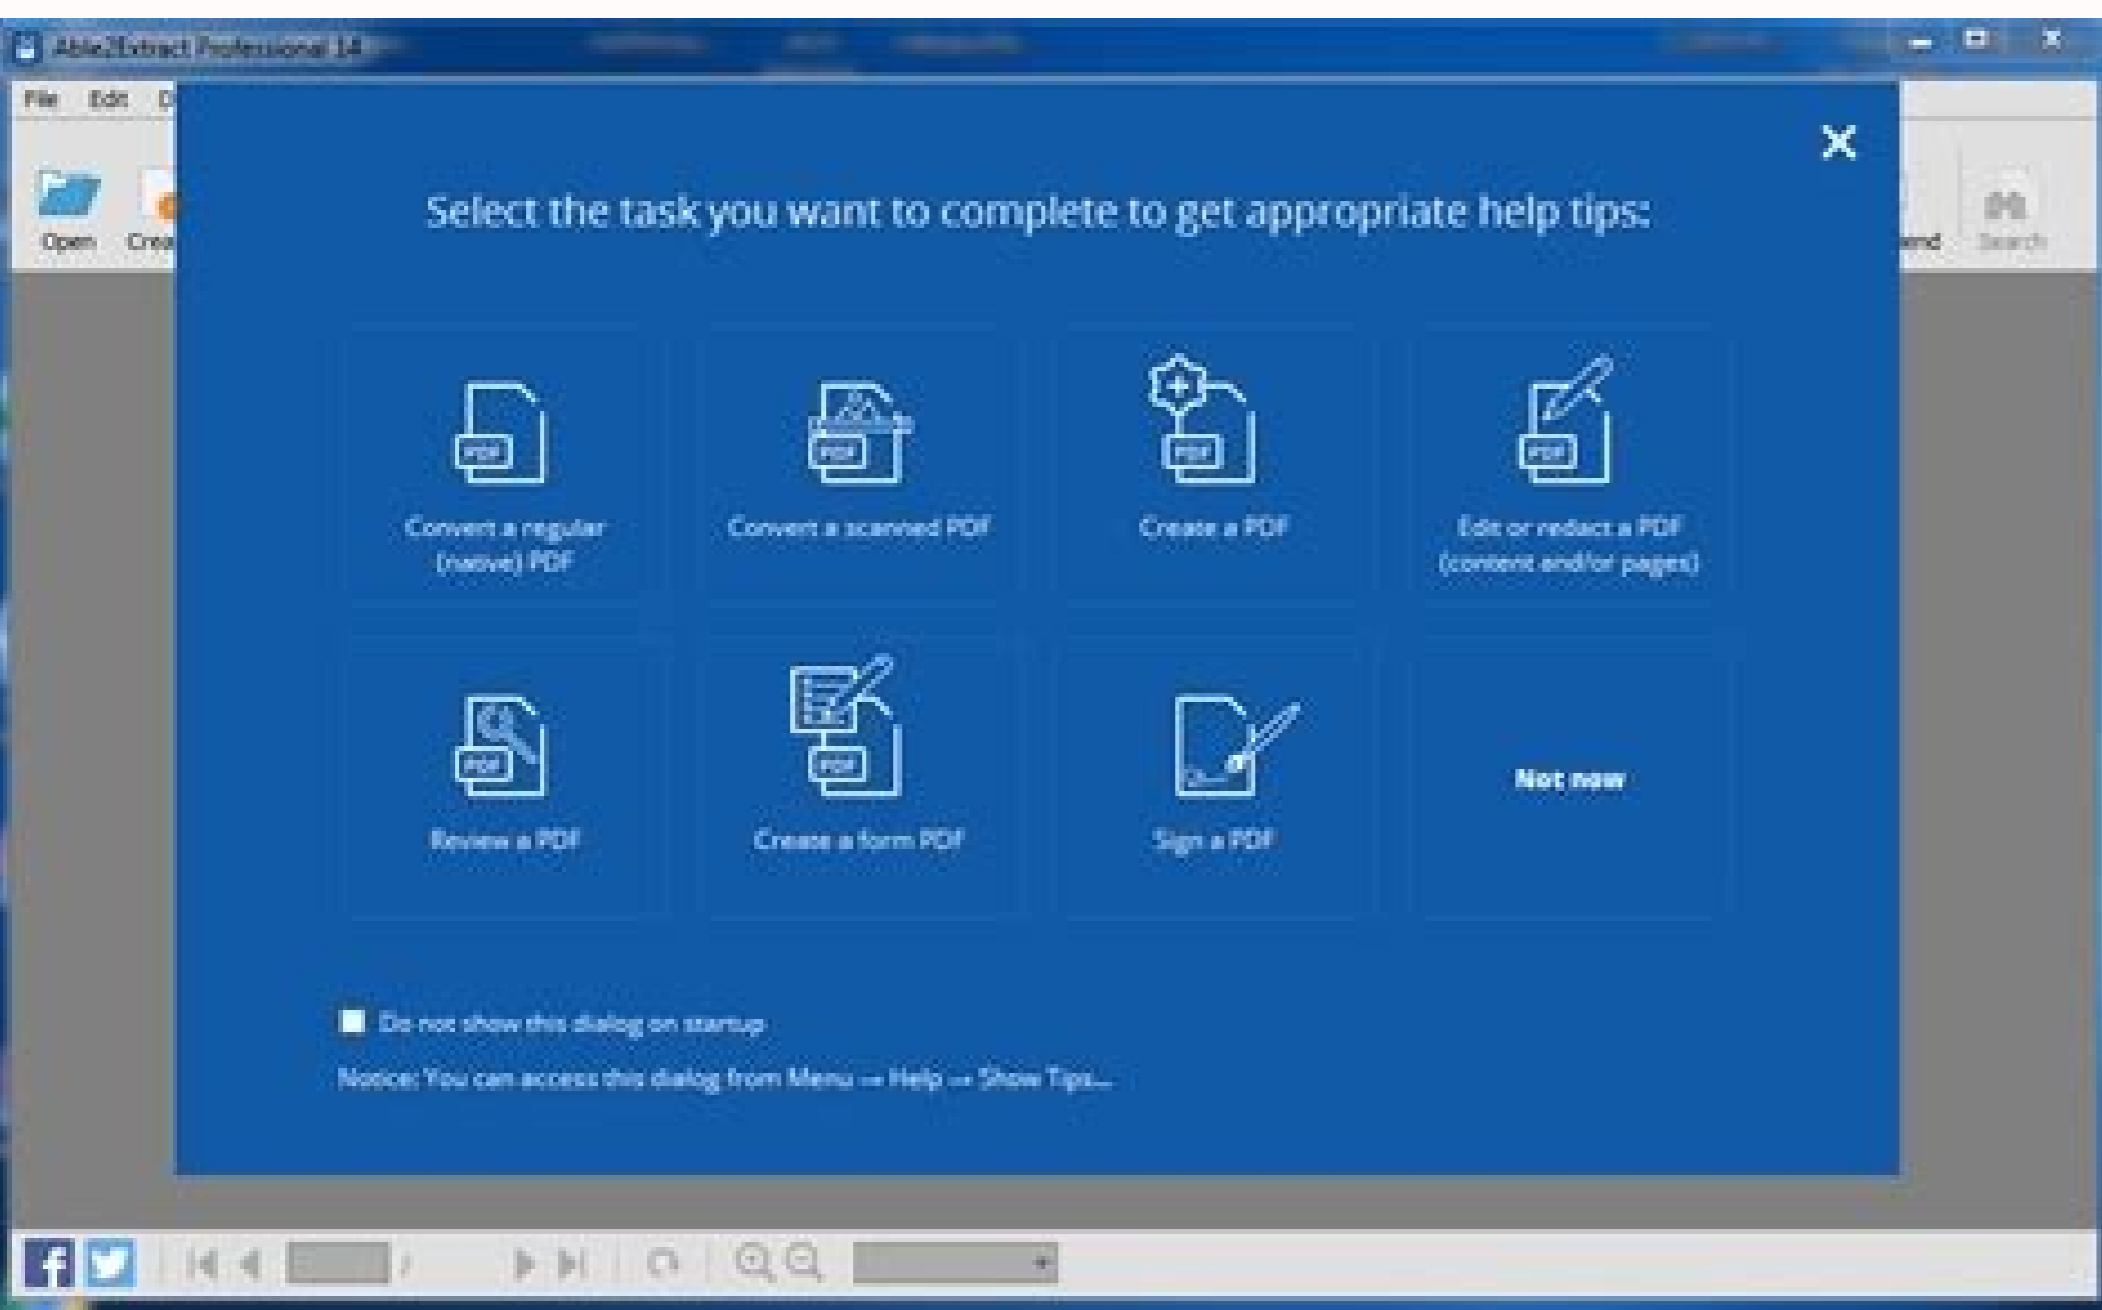 Able2Extract Professional 14
File Edit
Open
Select the task you want to complete to get appropriate help tips:
Search
PDF
PDF
PDF
PDF
Convert a regular
(native) PDF
Convert a scanned PDF
Create a PDF
Edit or redact a PDF
(content and/or pages)
PDF
PDF
Review a PDF
Create a form PDF
Sign a PDF
Not now
Do not show this dialog on startup
Notice: You can access this dialog from Menu → Help → Show Tips...
/